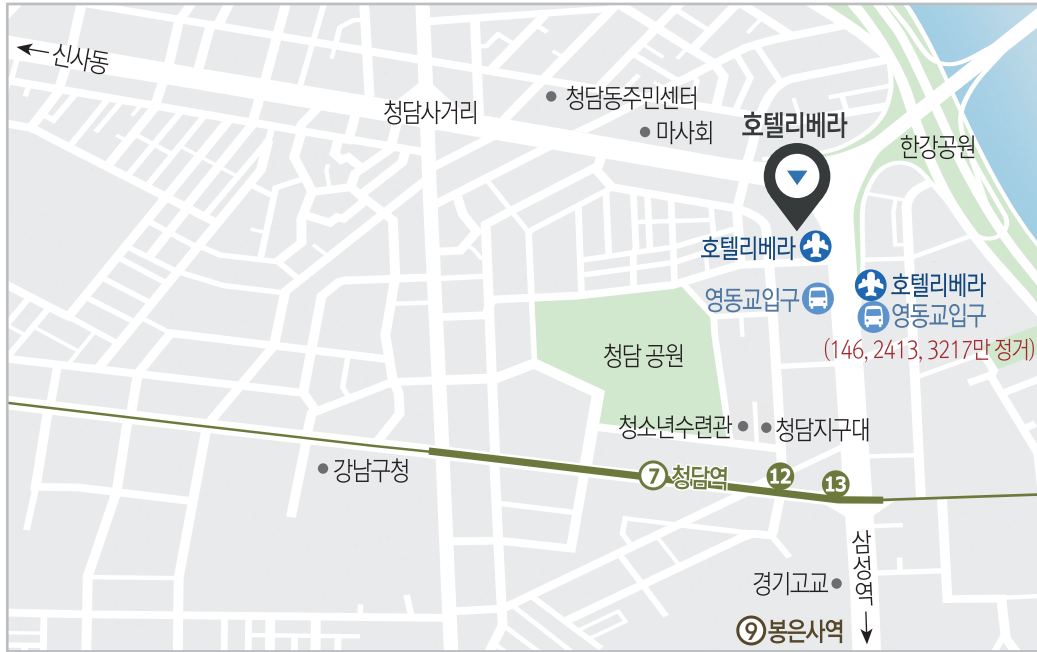 신사동
청담사거리
청담동주민센터
마사회
호텔리베라
한강공원
호텔리베라
영동교입구
호텔리베라
영동교입구
(146, 2413, 3217만 정거)
청담 공원
청소년수련관
청담지구대
강남구청
7 청담역
12
13
삼성역
경기고교
9 봉은사역